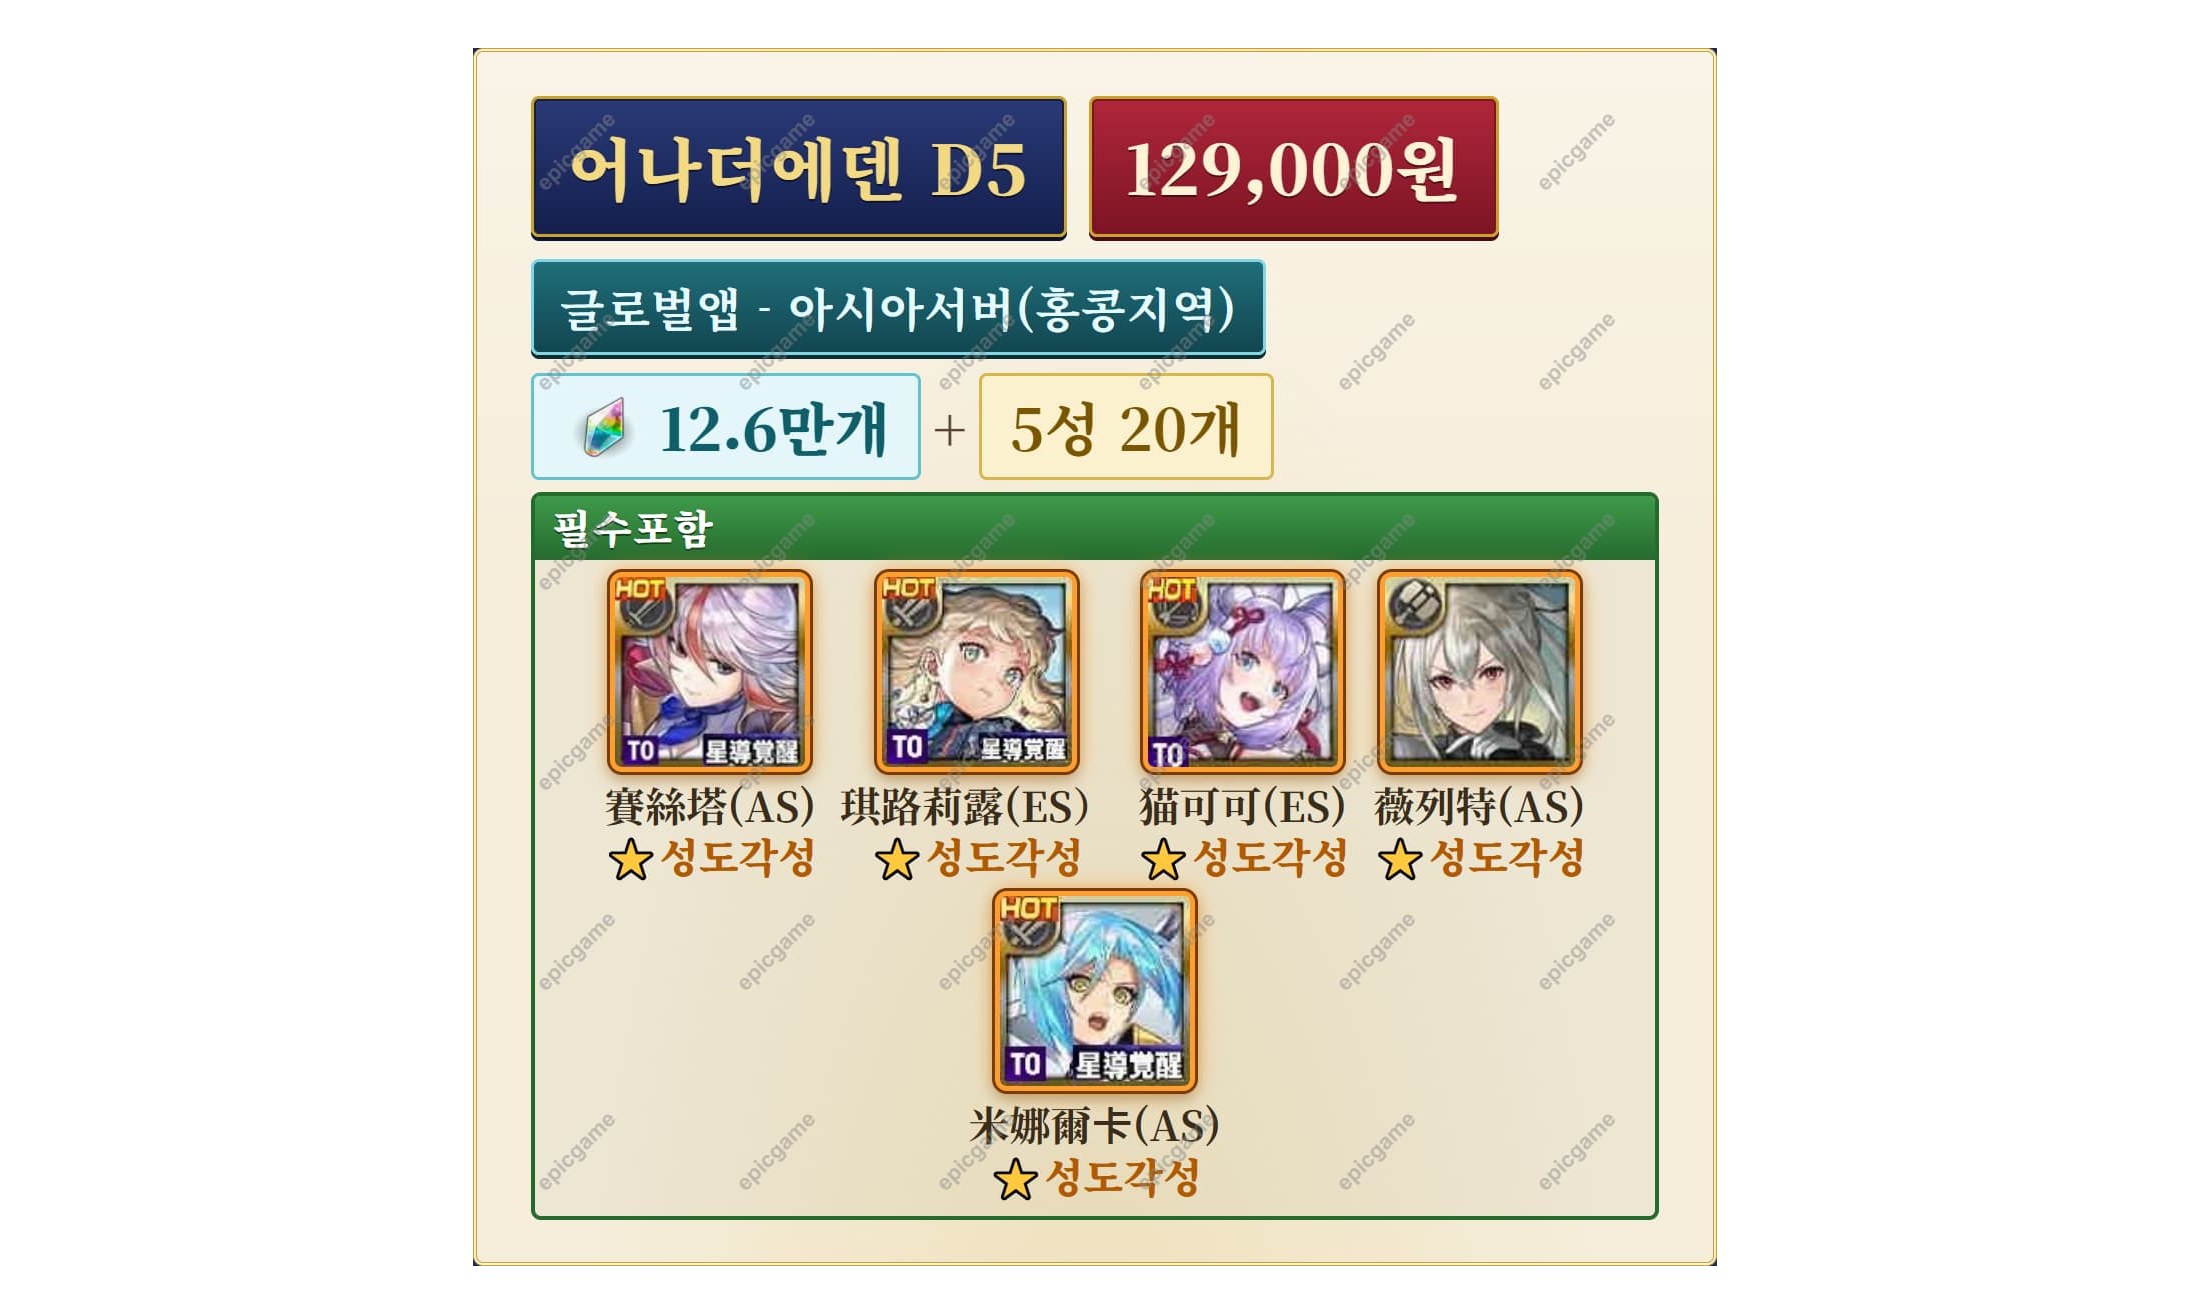 어나더에덴 D5
129,000원
글로벌앱 - 아시아서버(홍콩지역)
12.6만개 + 5성 20개
필수포함
HOT
TO 星導覚醒
賽絲塔(AS)
성도각성
HOT
TO 星導覚醒
琪路莉露(ES)
성도각성
HOT
TO
猫可可(ES)
성도각성
薇列特(AS)
성도각성
HOT
TO 星導覚醒
米娜爾卡(AS)
성도각성
epicgame